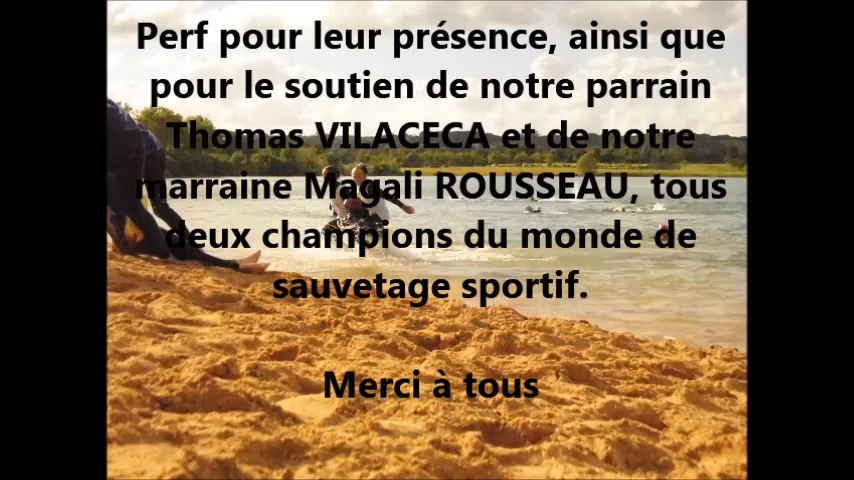 Perf pour leur présence, ainsi que
pour le soutien de notre parrain
Thomas VILACECA et de notre
marraine Magali ROUSSEAU, tous
deux champions du monde de
sauvetage sportif.
Merci à tous